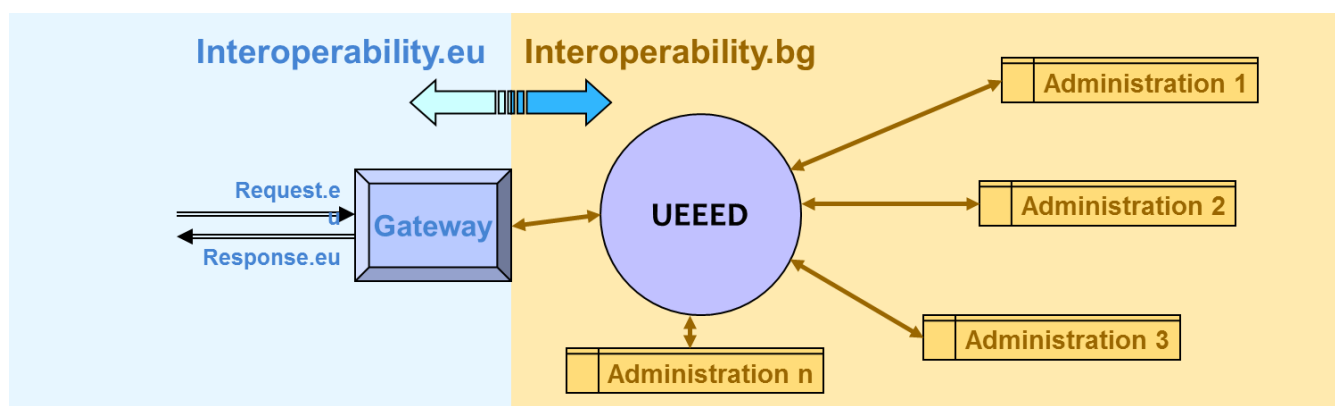 Interoperability.eu
Interoperability.bg
Administration 1
Request.e
u
Gateway
Response.eu
UEEED
Administration 2
Administration 3
Administration n